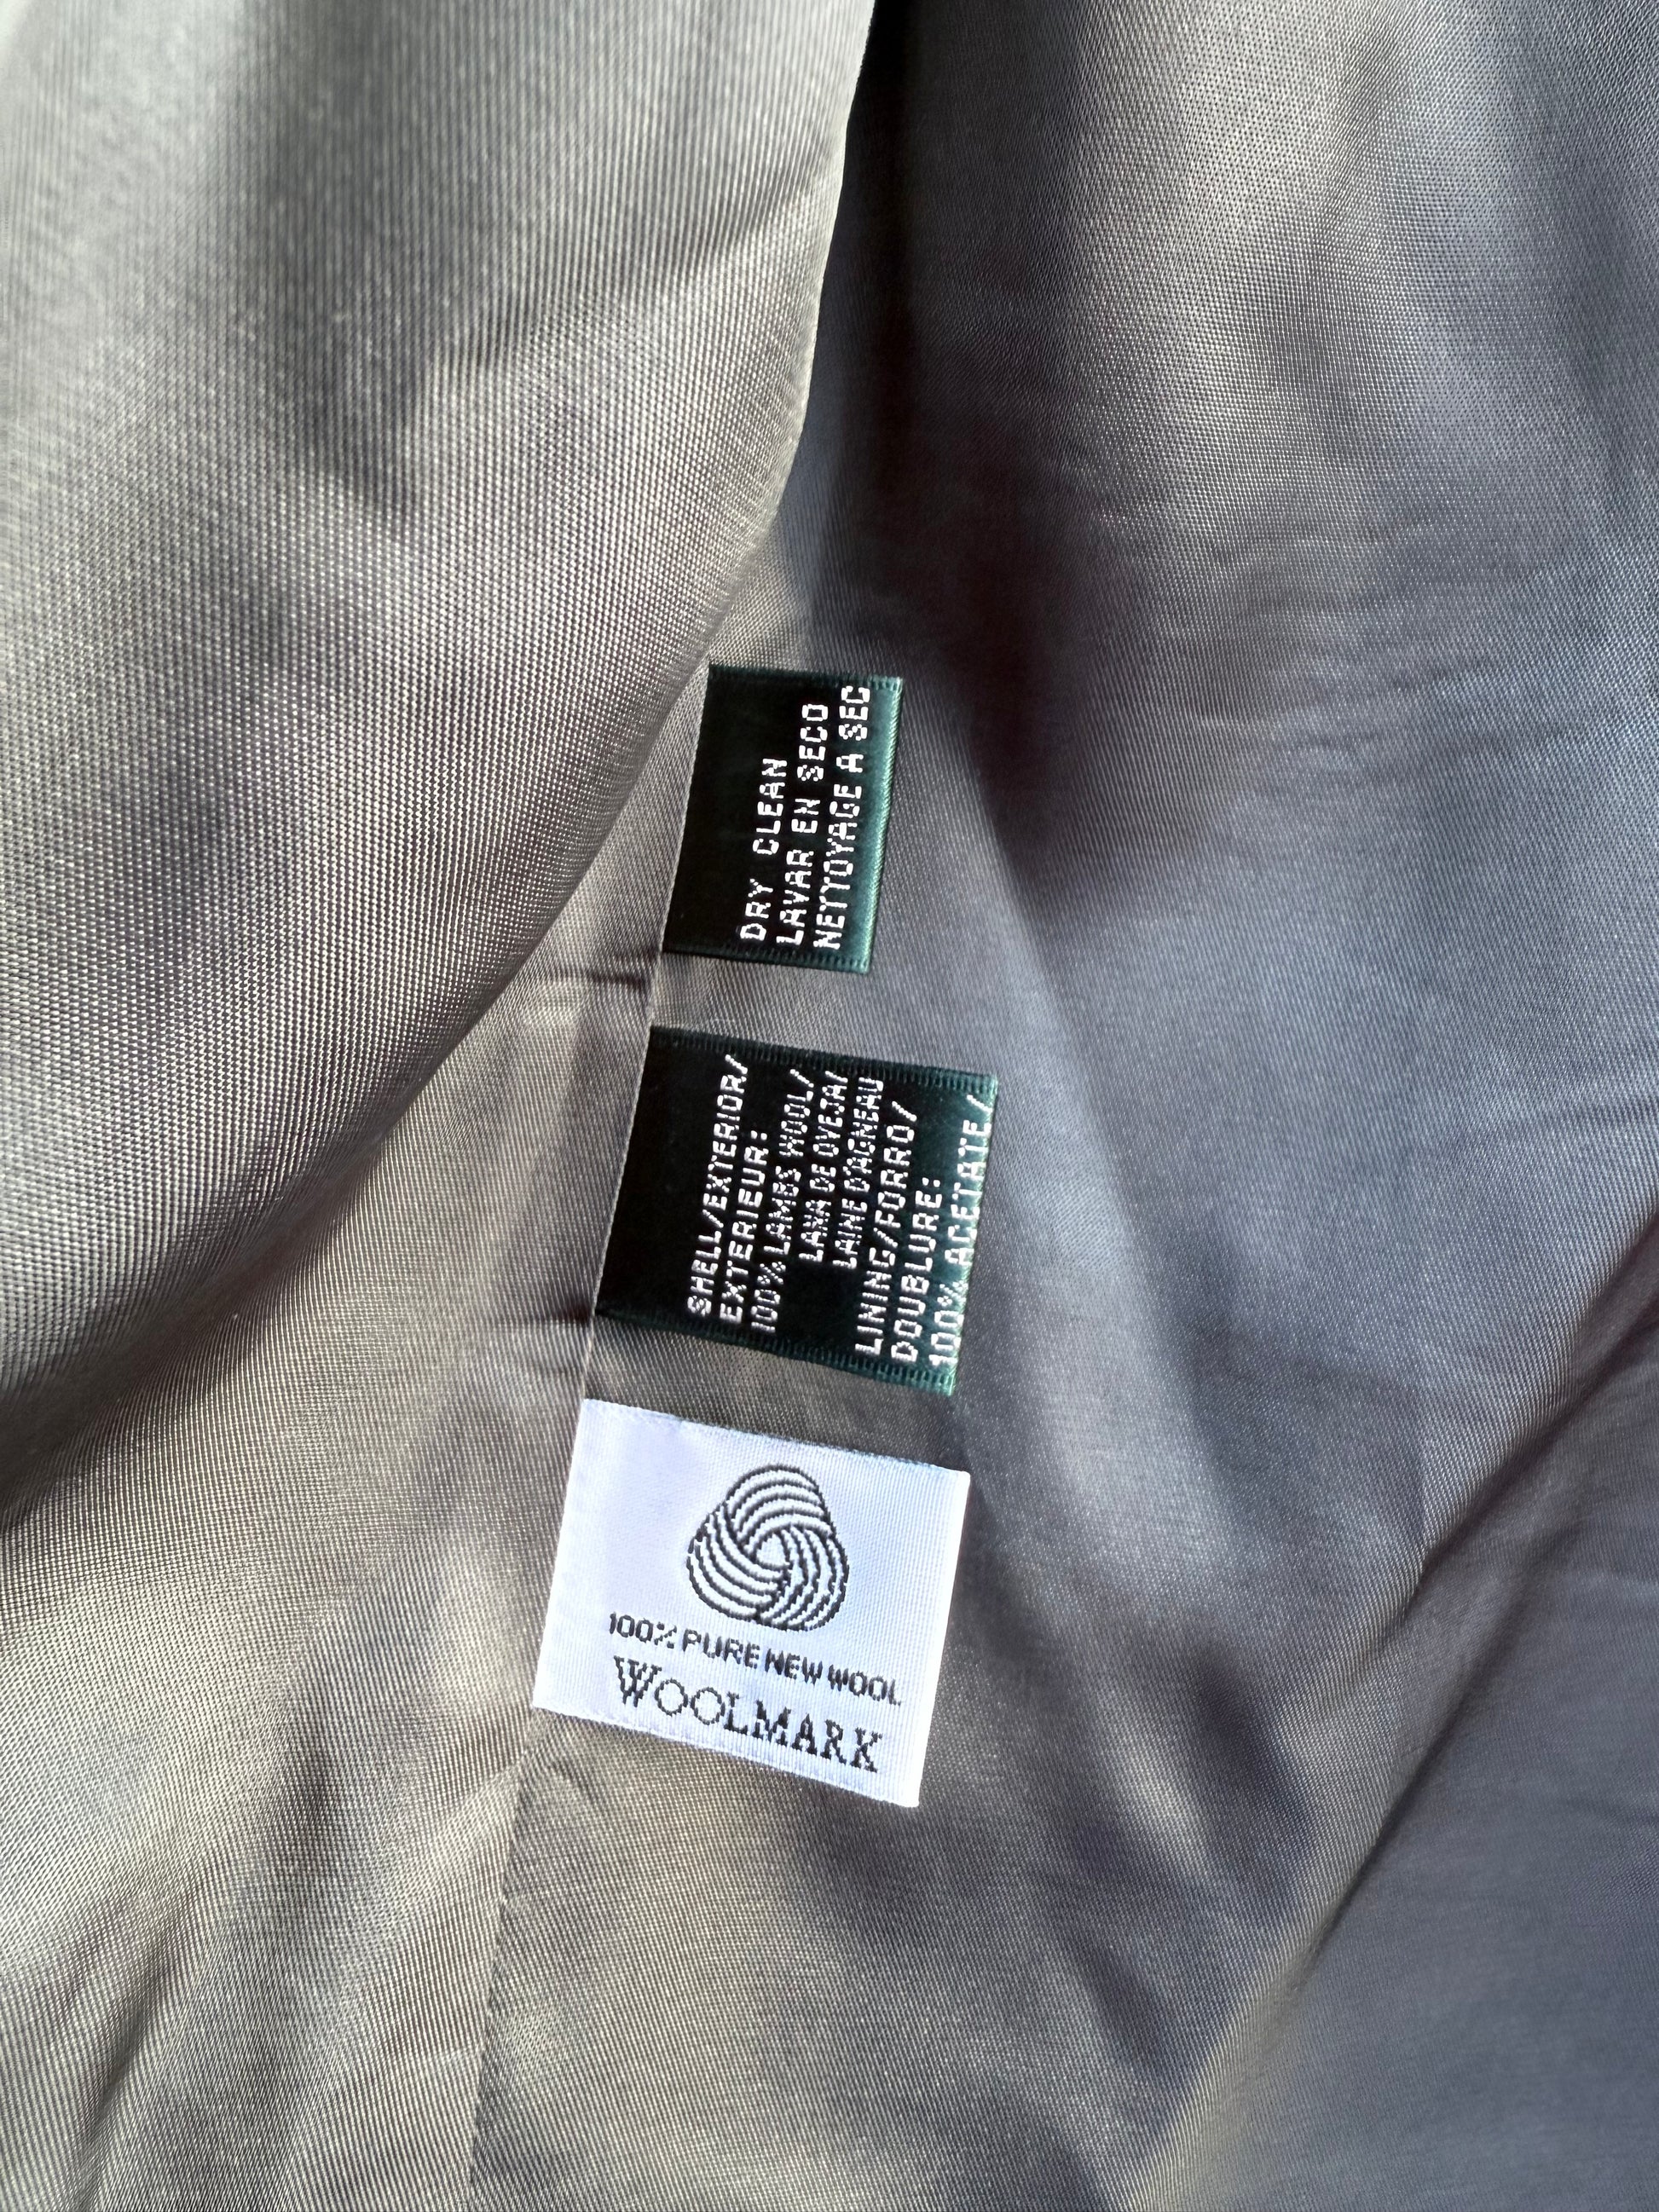 DRY CLEAN
LAVAR EN SECO
NETTOYAGE A SEC
SHELL/EXTERIOR/
EXTERIEUR:
100% LAMBS WOOL/
LANA DE OVEJA/
LAINE D'AGNEAU
LINING/FORRO/
DOUBLURE:
100% ACETATE/
100% PURE NEW WOOL
WOOLMARK